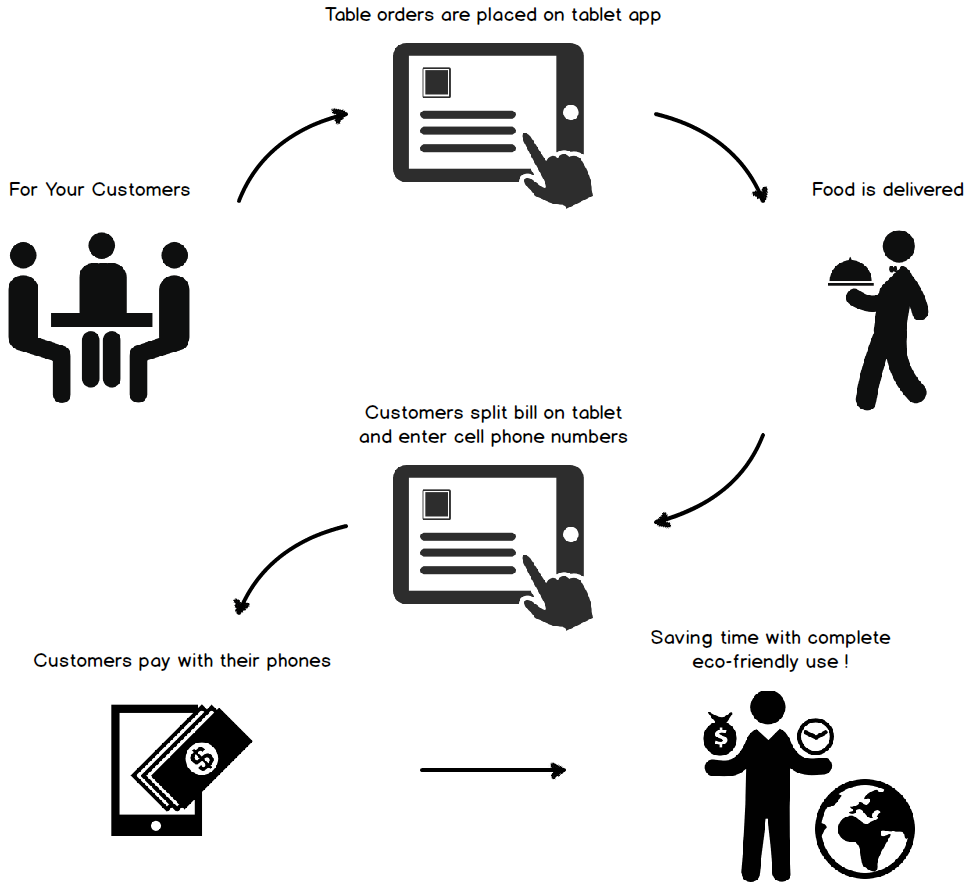 Table orders are placed on tablet app
For Your Customers
Food is delivered
Customers split bill on tablet
and enter cell phone numbers
Customers pay with their phones
Saving time with complete
eco-friendly use !
$
$